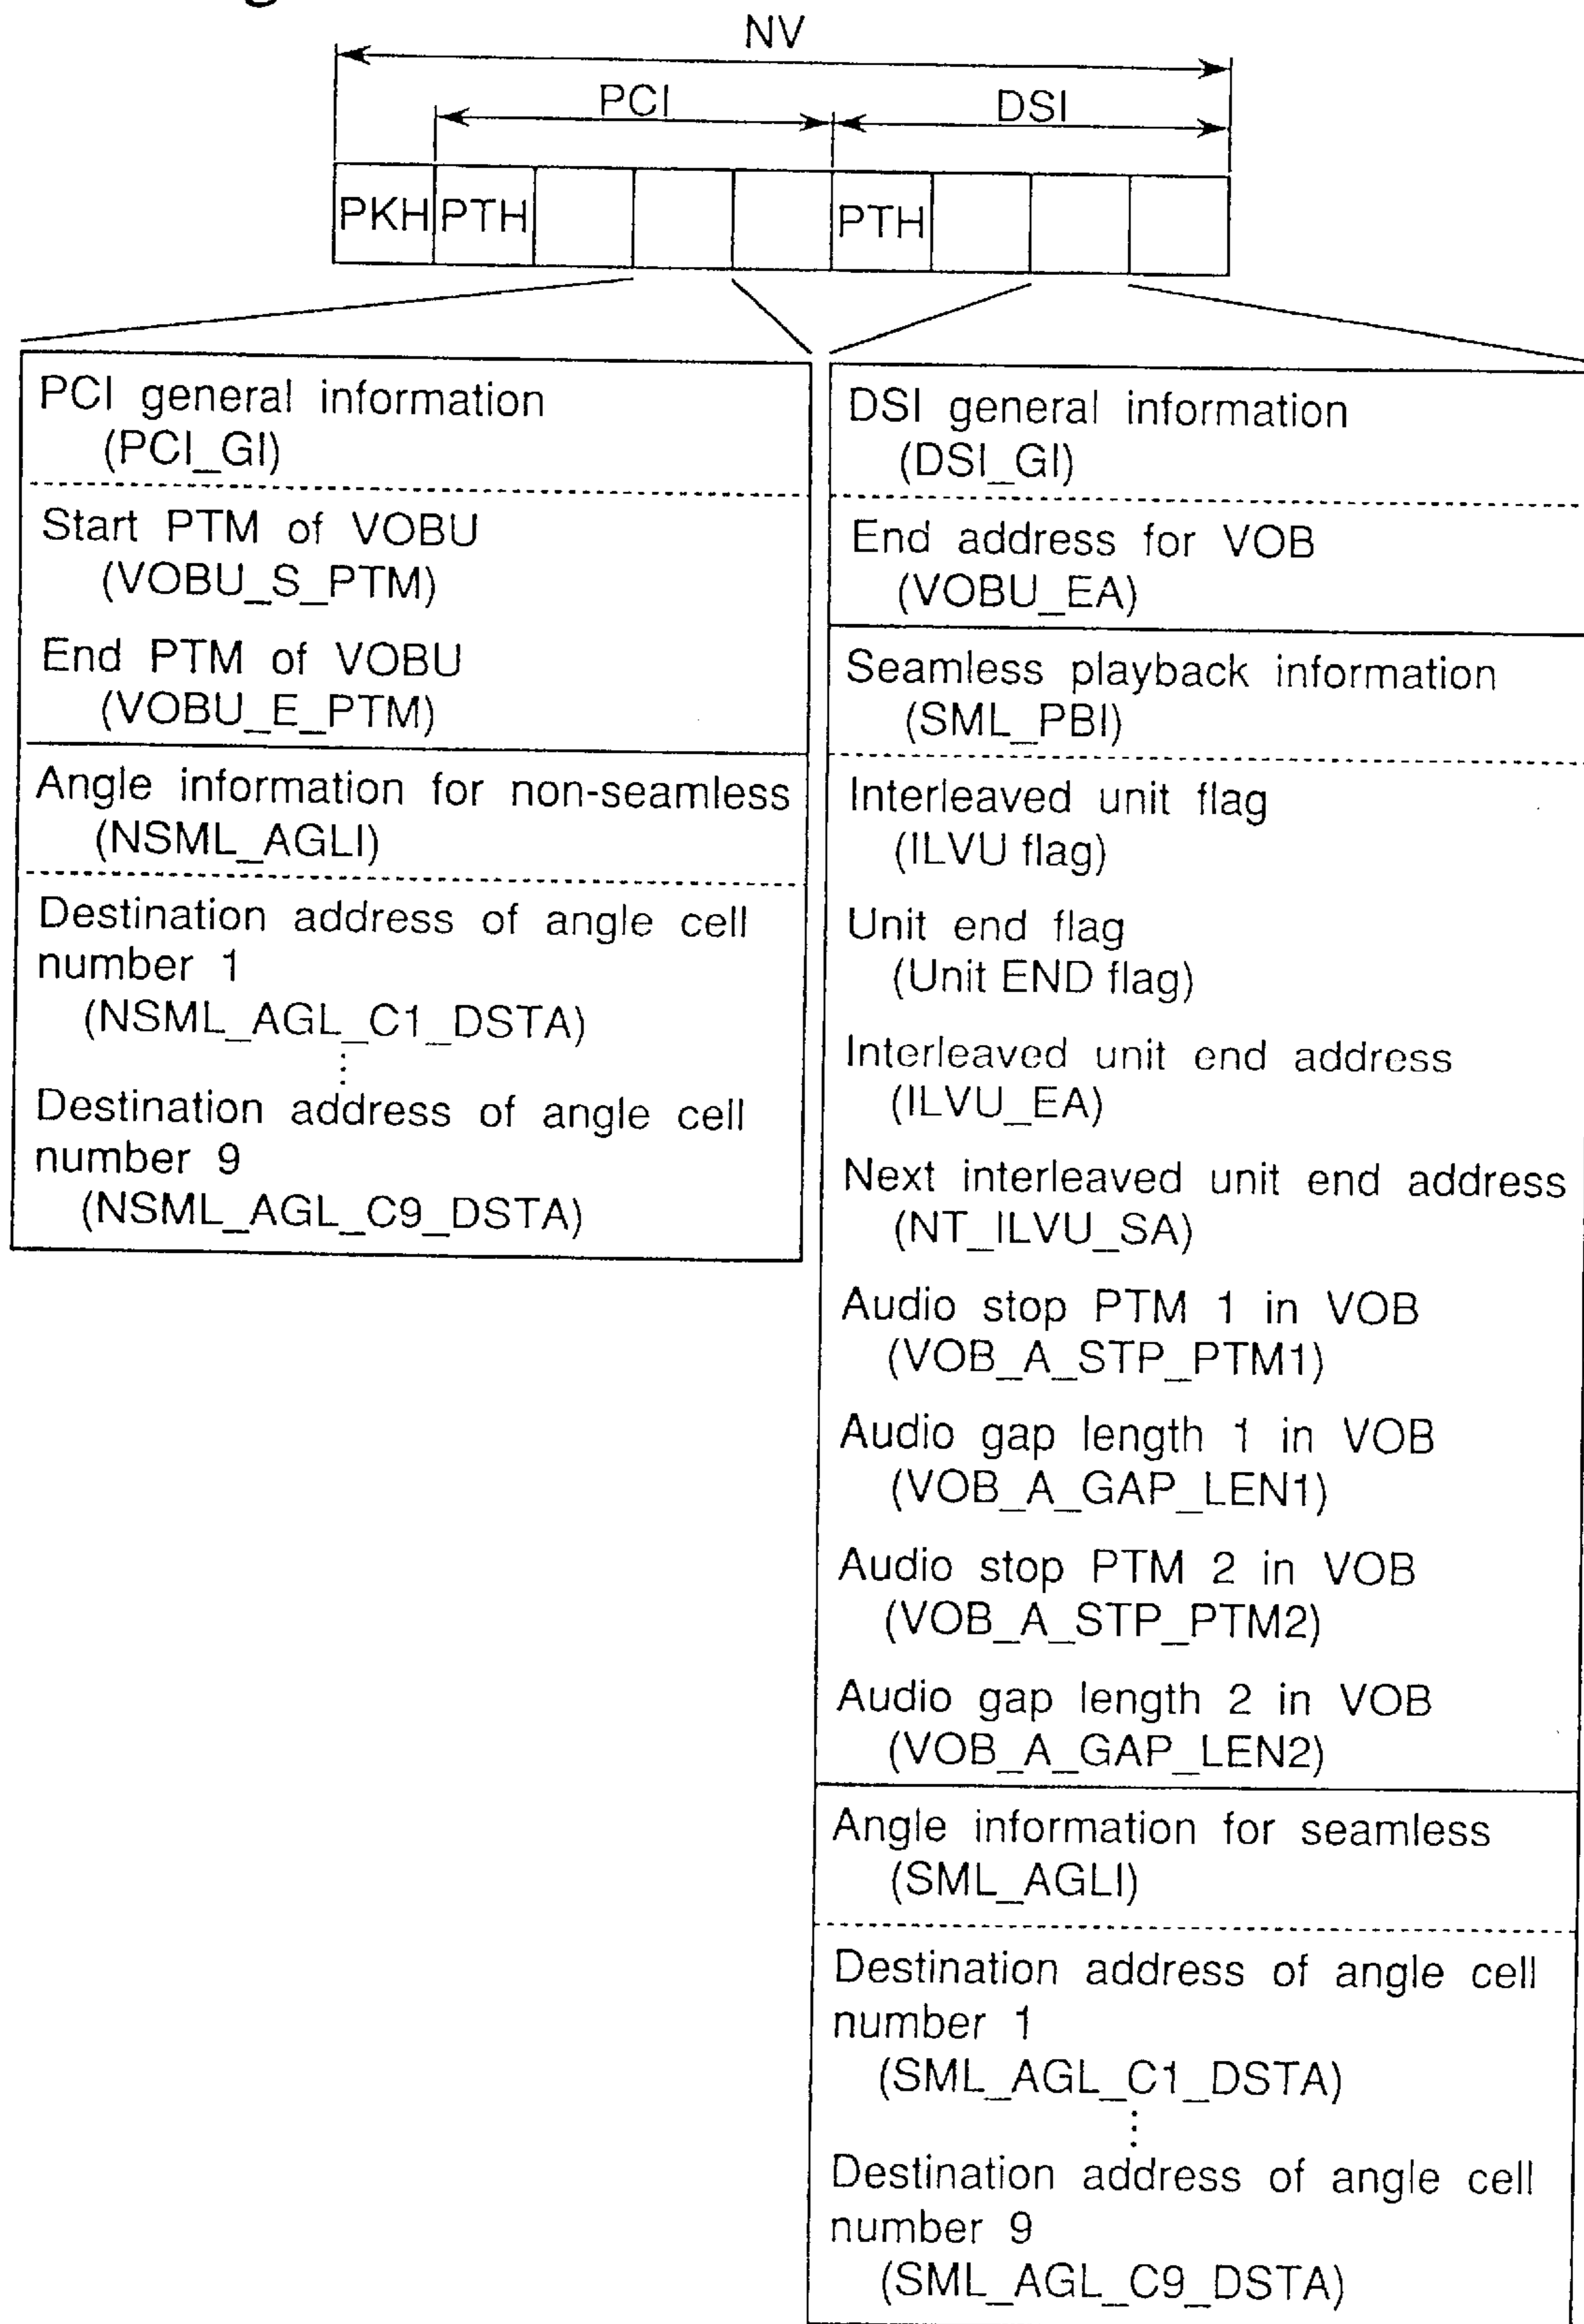 NV
PCI
DSI
PKH
PTH
PTH
PCI general information
(PCI_GI)
Start PTM of VOBU
(VOBU_S_PTM)
End PTM of VOBU
(VOBU_E_PTM)
Angle information for non-seamless
(NSML_AGLI)
Destination address of angle cell
number 1
(NSML_AGL_C1_DSTA)
Destination address of angle cell
number 9
(NSML_AGL_C9_DSTA)
DSI general information
(DSI_GI)
End address for VOB
(VOBU_EA)
Seamless playback information
(SML_PBI)
Interleaved unit flag
(ILVU flag)
Unit end flag
(Unit END flag)
Interleaved unit end address
(ILVU_EA)
Next interleaved unit end address
(NT_ILVU_SA)
Audio stop PTM 1 in VOB
(VOB_A_STP_PTM1)
Audio gap length 1 in VOB
(VOB_A_GAP_LEN1)
Audio stop PTM 2 in VOB
(VOB_A_STP_PTM2)
Audio gap length 2 in VOB
(VOB_A_GAP_LEN2)
Angle information for seamless
(SML_AGLI)
Destination address of angle cell
number 1
(SML_AGL_C1_DSTA)
Destination address of angle cell
number 9
(SML_AGL_C9_DSTA)